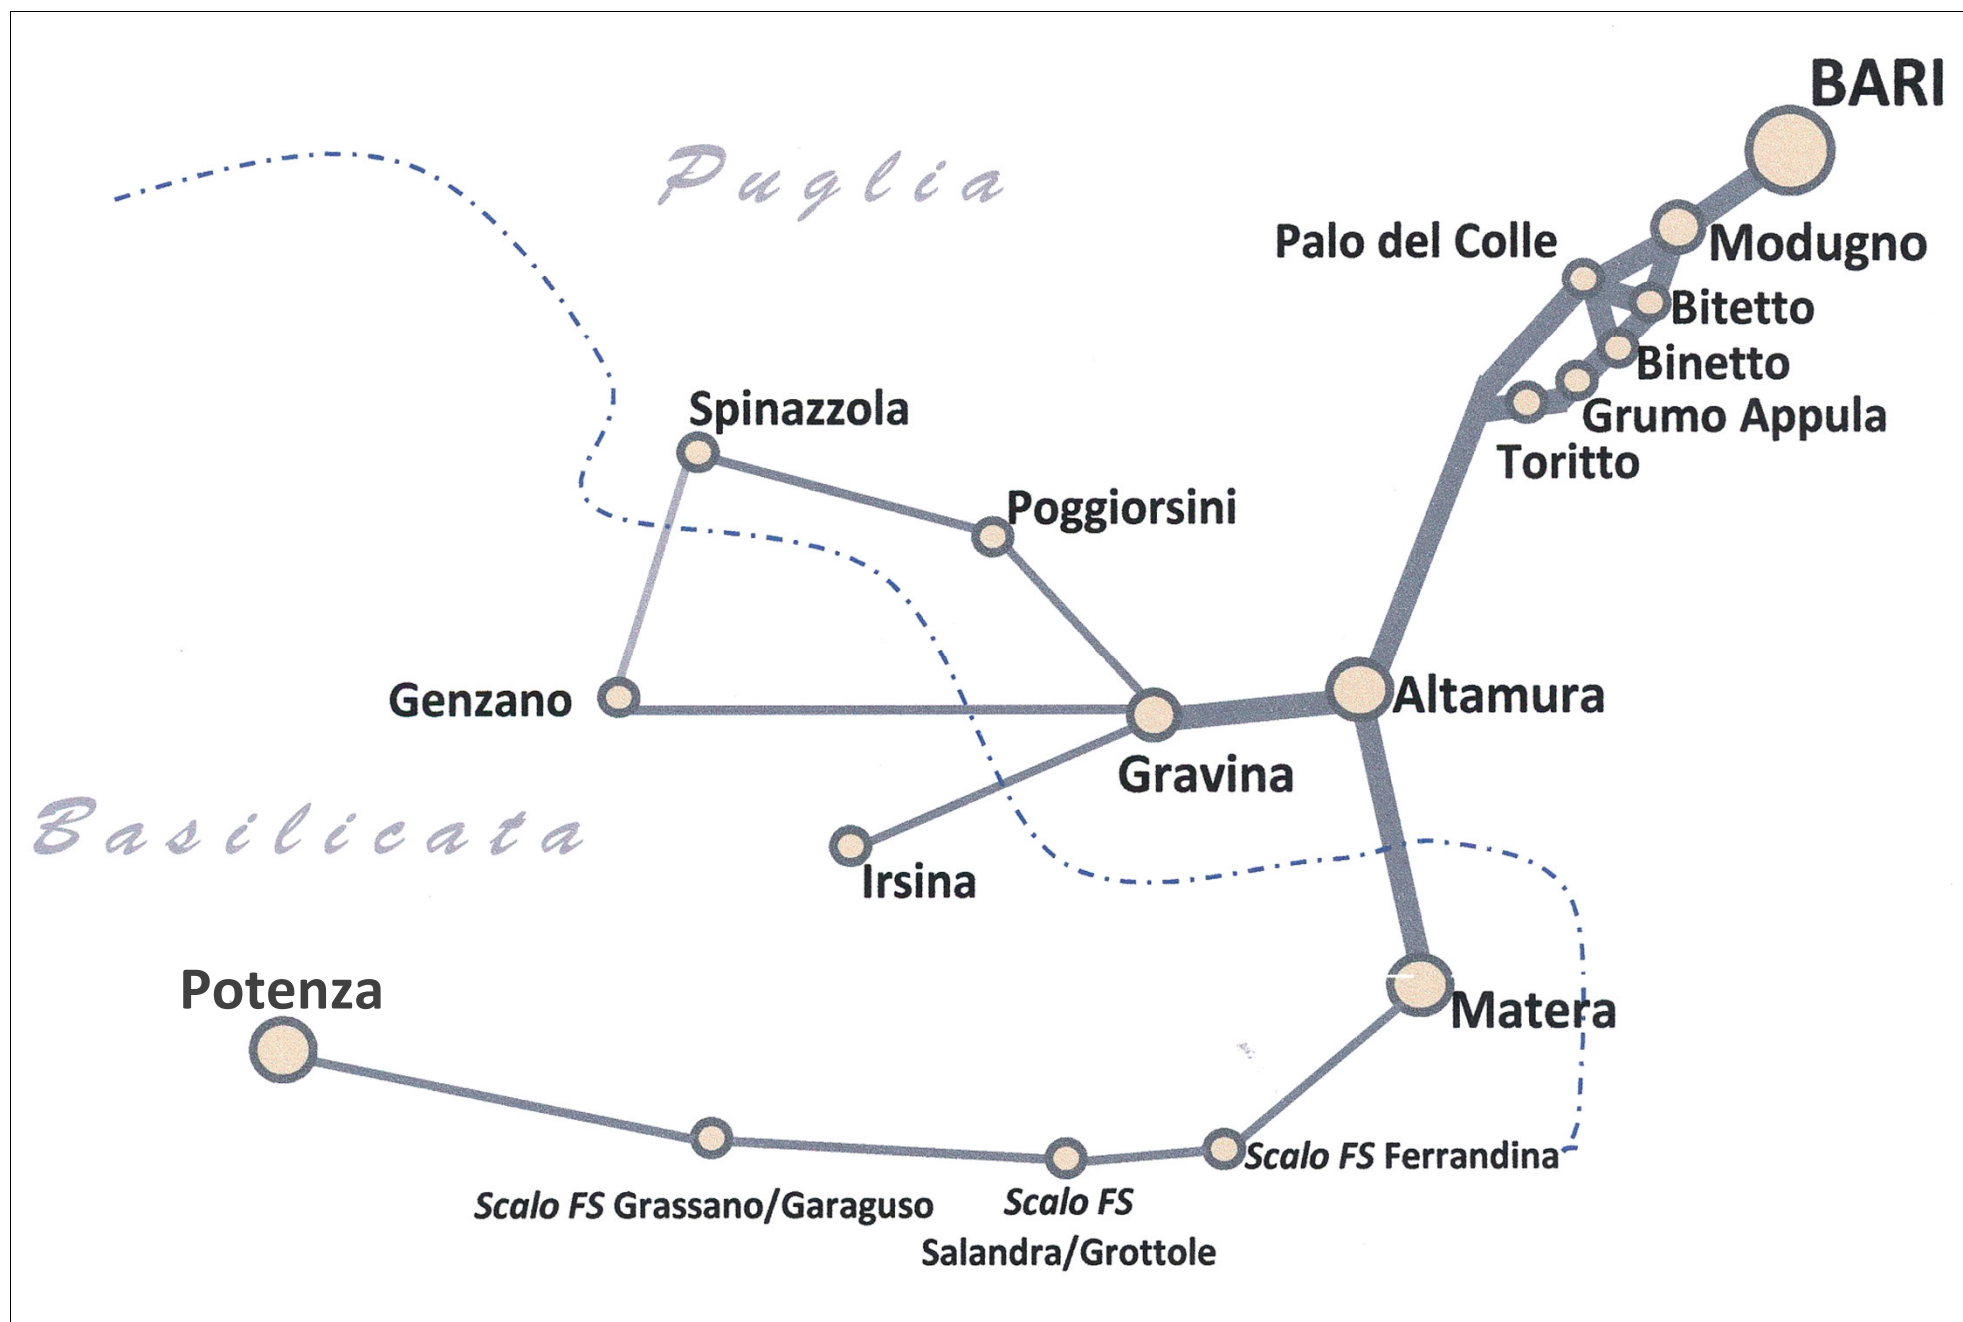 BARI
Puglia
Palo del Colle
Modugno
Bitetto
Binetto
Spinazzola
Grumo Appula
Toritto
Poggiorsini
Genzano
Altamura
Gravina
Basilicata
Irsina
Potenza
Matera
Scalo FS Ferrandina
Scalo FS Grassano/Garaguso
Scalo FS
Salandra/Grottole